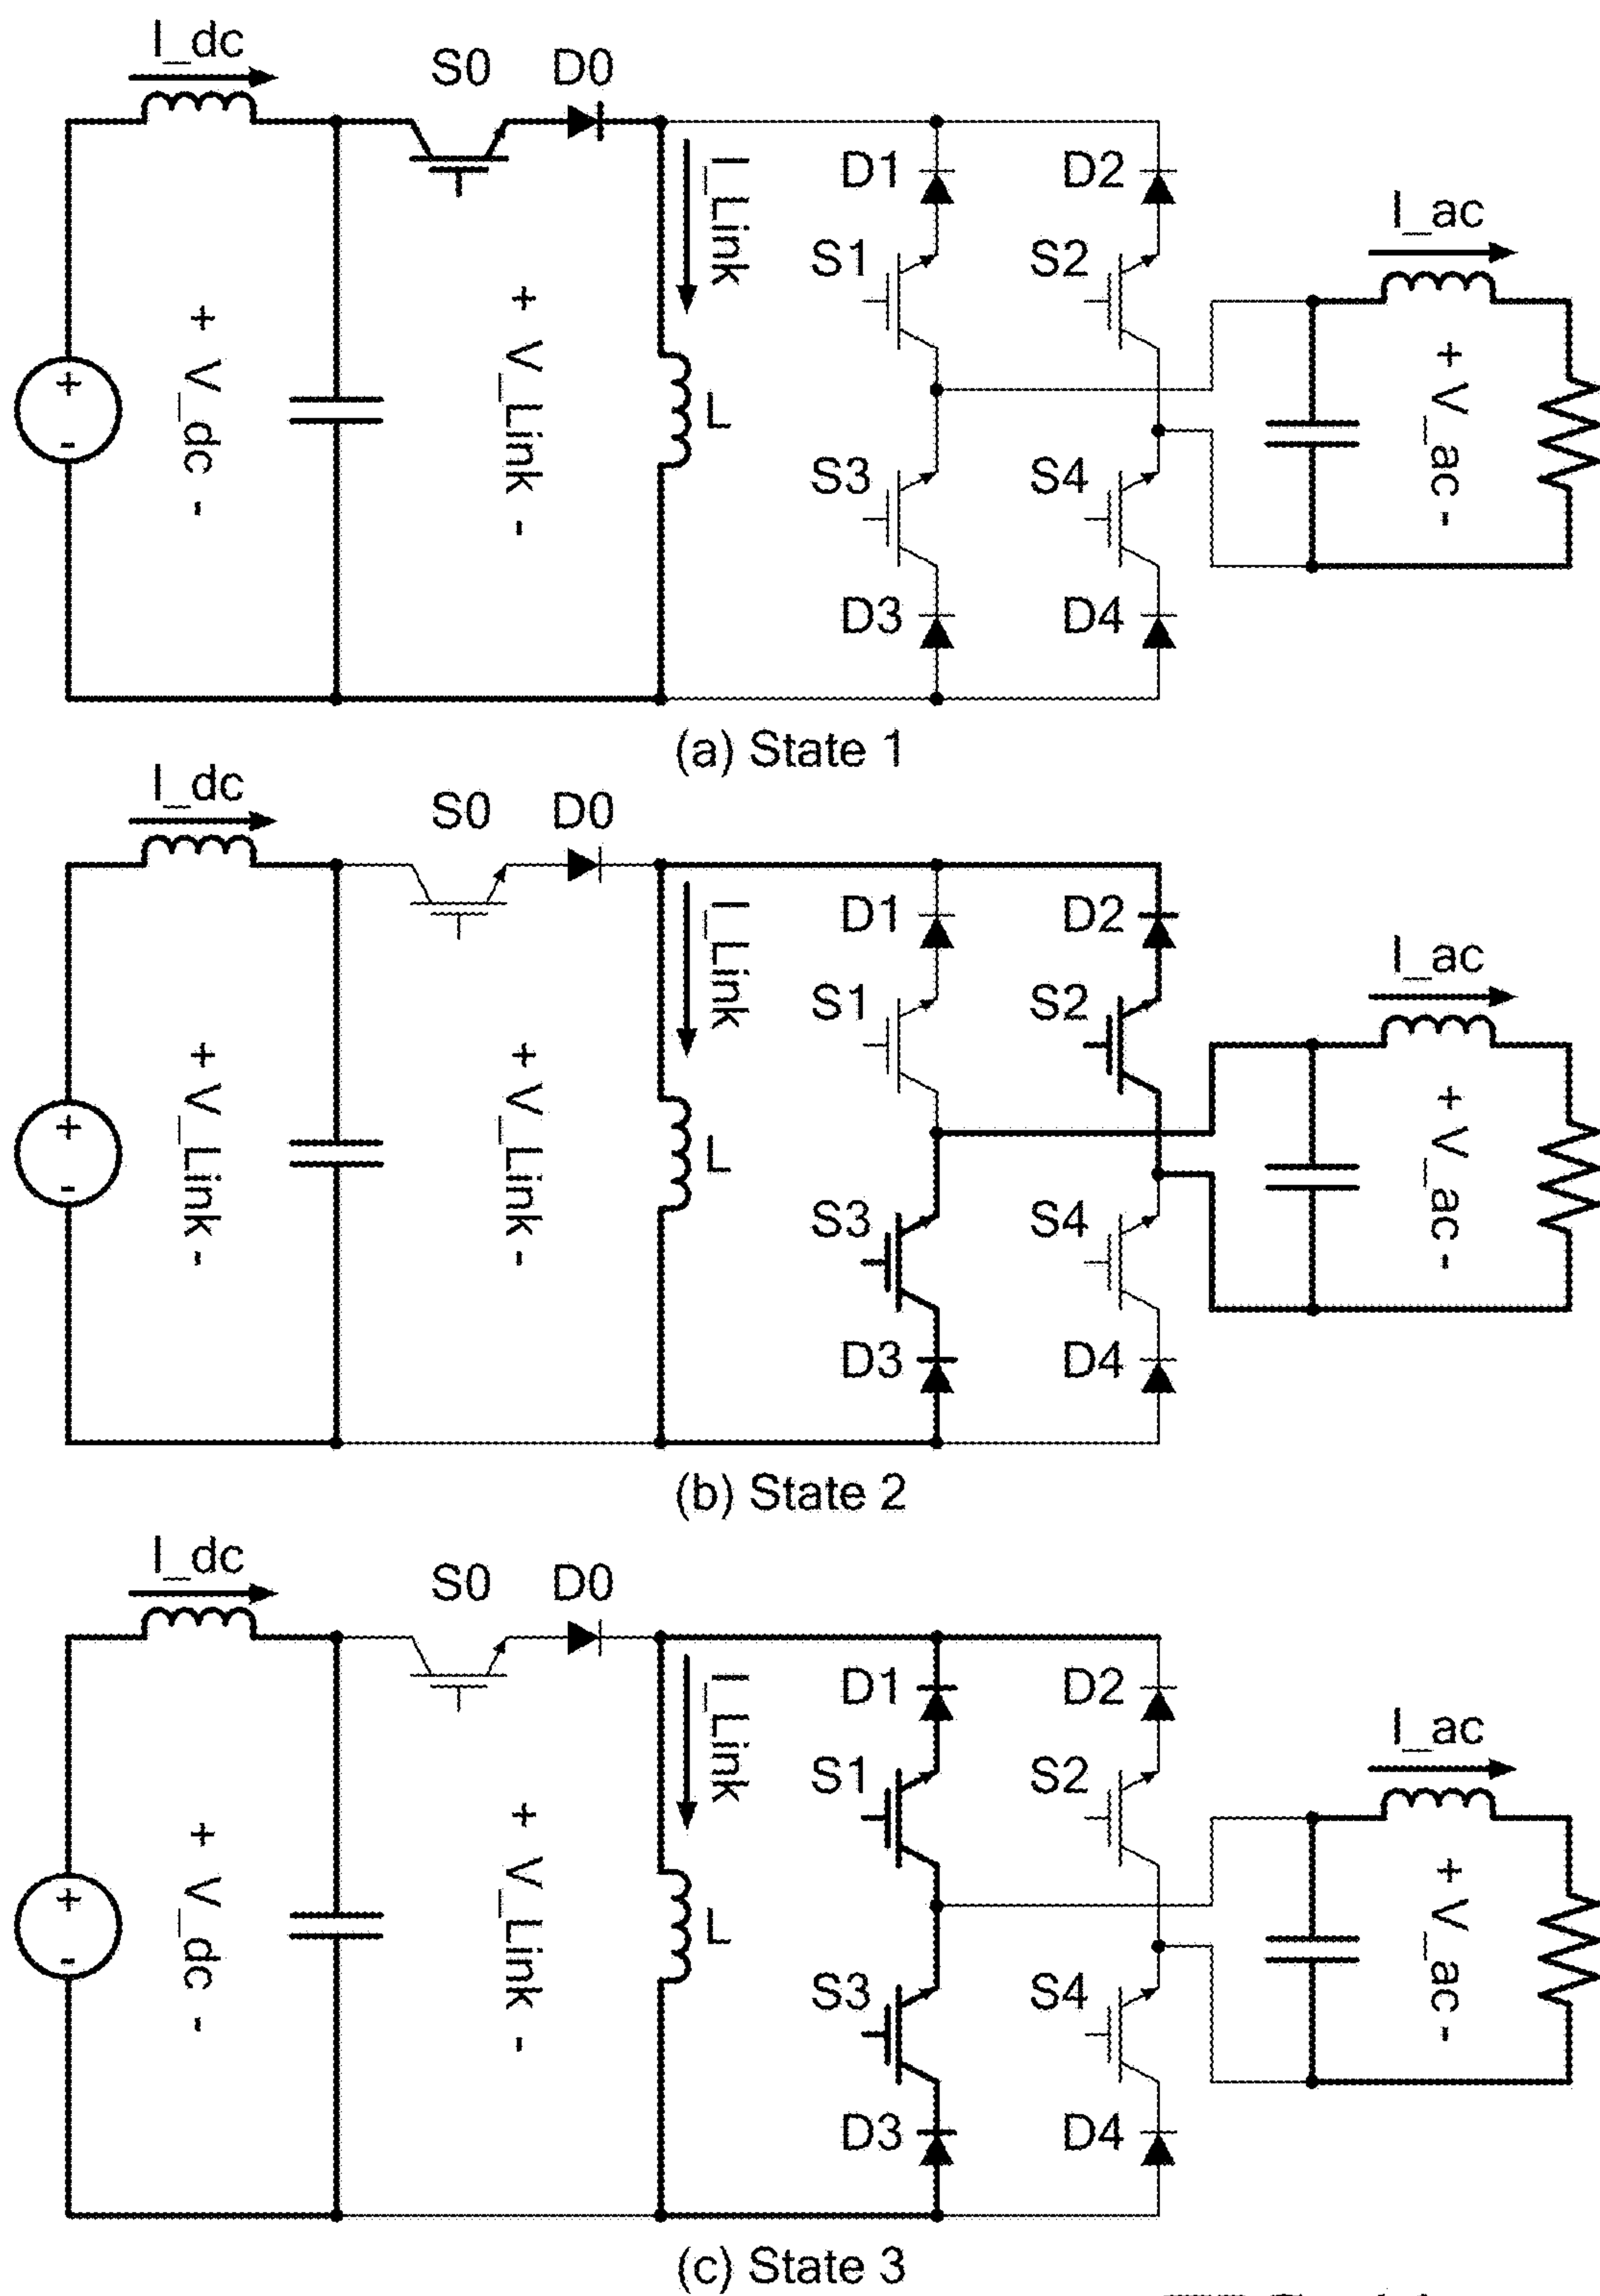 I_dc
S0 D0
I_Link
D1 D2
S1 S2
I_ac
+ V_dc -
+ V_Link -
L
+ V_ac -
S3 S4
D3 D4
(a) State 1
I_dc
S0 D0
I_Link
D1 D2
S1 S2
I_ac
+ V_Link -
+ V_Link -
L
+ V_ac -
S3 S4
D3 D4
(b) State 2
I_dc
S0 D0
I_Link
D1 D2
S1 S2
I_ac
+ V_dc -
+ V_Link -
L
+ V_ac -
S3 S4
D3 D4
(c) State 3